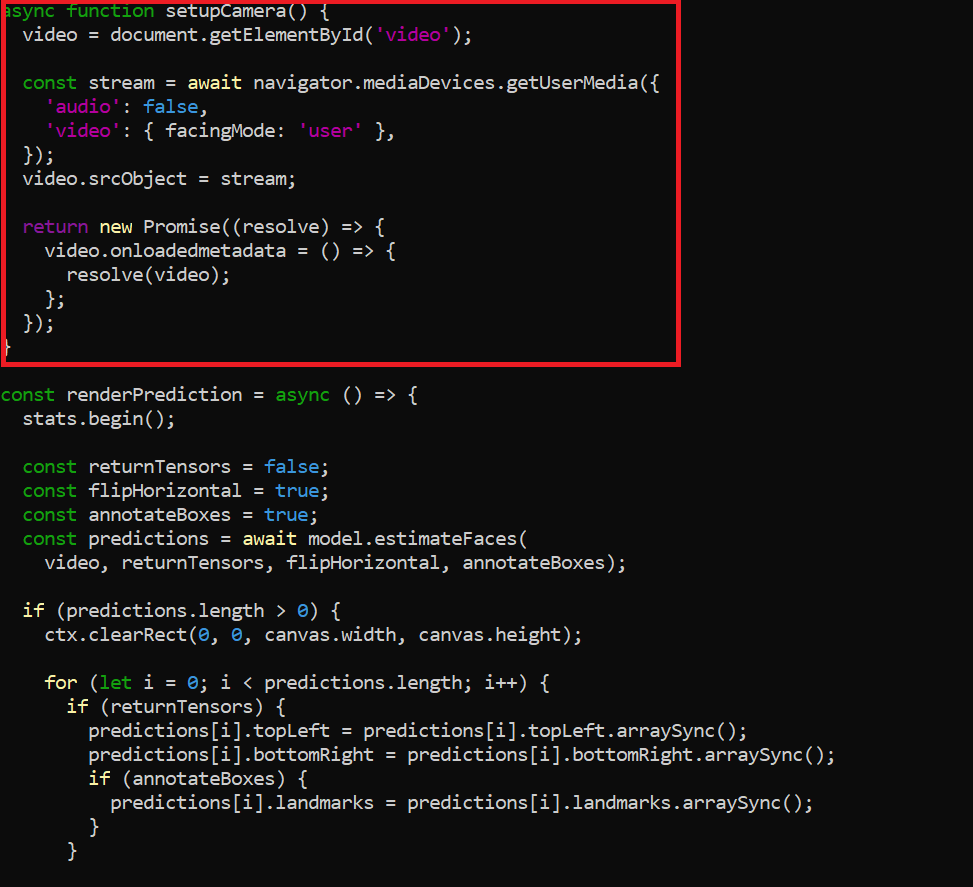 async function setupCamera() {
  video = document.getElementById('video');

  const stream = await navigator.mediaDevices.getUserMedia({
    'audio': false,
    'video': { facingMode: 'user' },
  });
  video.srcObject = stream;

  return new Promise((resolve) => {
    video.onloadedmetadata = () => {
      resolve(video);
    };
  });
}

const renderPrediction = async () => {
  stats.begin();

  const returnTensors = false;
  const flipHorizontal = true;
  const annotateBoxes = true;
  const predictions = await model.estimateFaces(
    video, returnTensors, flipHorizontal, annotateBoxes);

  if (predictions.length > 0) {
    ctx.clearRect(0, 0, canvas.width, canvas.height);

    for (let i = 0; i < predictions.length; i++) {
      if (returnTensors) {
        predictions[i].topLeft = predictions[i].topLeft.arraySync();
        predictions[i].bottomRight = predictions[i].bottomRight.arraySync();
        if (annotateBoxes) {
          predictions[i].landmarks = predictions[i].landmarks.arraySync();
        }
      }